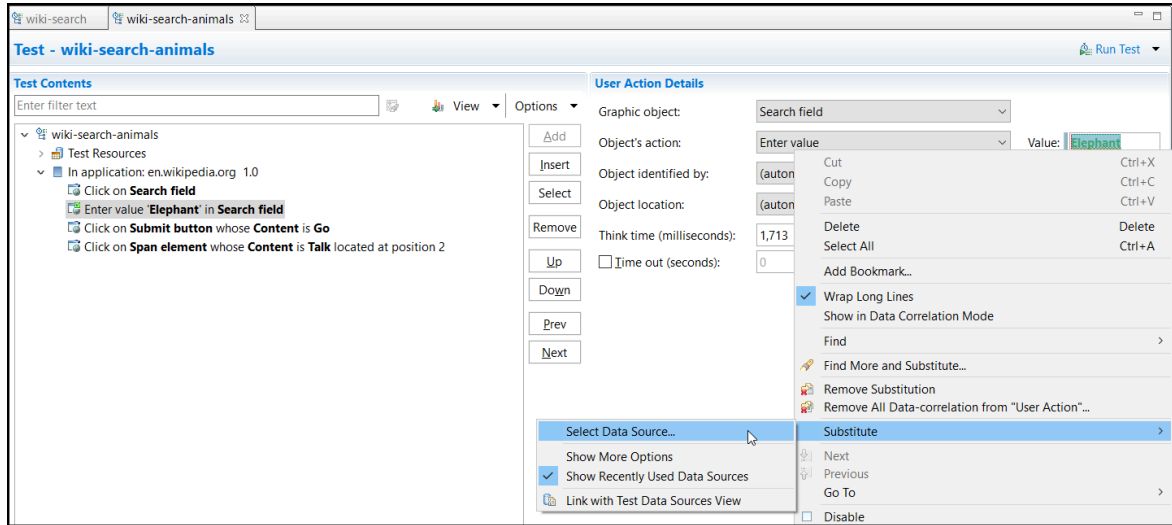 wiki-search
wiki-search-animals
Test - wiki-search-animals
Run Test
Test Contents
Enter filter text
View
Options
wiki-search-animals
Test Resources
In application: en.wikipedia.org 1.0
Click on Search field
Enter value 'Elephant' in Search field
Click on Submit button whose Content is Go
Click on Span element whose Content is Talk located at position 2
Add
Insert
Select
Remove
Up
Down
Prev
Next
User Action Details
Graphic object: Search field
Object's action: Enter value Value: Elephant
Object identified by: (auton
Object location: (auton
Think time (milliseconds): 1,713
Time out (seconds): 0
Cut Ctrl+X
Copy Ctrl+C
Paste Ctrl+V
Delete Delete
Select All Ctrl+A
Add Bookmark...
Wrap Long Lines
Show in Data Correlation Mode
Find
Find More and Substitute...
Remove Substitution
Remove All Data-correlation from "User Action"...
Substitute
Next
Previous
Go To
Disable
Select Data Source...
Show More Options
Show Recently Used Data Sources
Link with Test Data Sources View